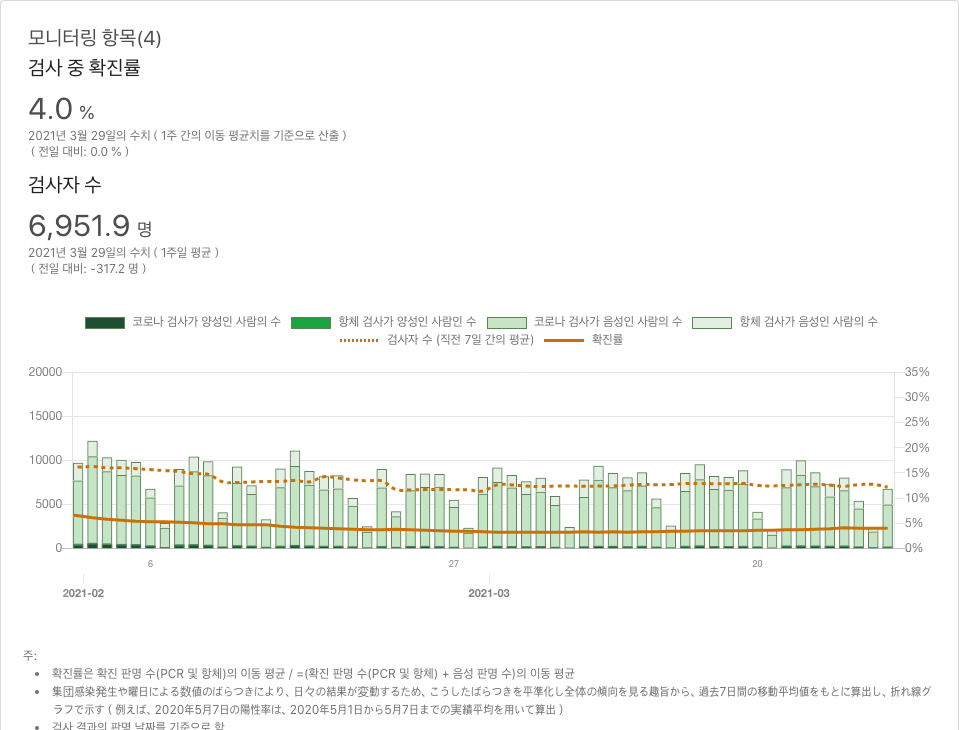 모니터링 항목(4)
검사 중 확진률
4.0 %
2021년 3월 29일의 수치 ( 1주 간의 이동 평균치를 기준으로 산출 )
( 전일 대비: 0.0 % )
검사자 수
6,951.9 명
2021년 3월 29일의 수치 ( 1주일 평균 )
( 전일 대비: -317.2 명 )
코로나 검사가 양성인 사람의 수 항체 검사가 양성인 사람인 수 코로나 검사가 음성인 사람의 수 항체 검사가 음성인 사람의 수
검사자 수 (직전 7일 간의 평균) 확진률
20000 35%
30%
15000 25%
20%
10000 15%
10%
5000 5%
0 0%
6 27 20
2021-02 2021-03
주:
• 확진률은 확진 판명 수(PCR 및 항체)의 이동 평균 / =(확진 판명 수(PCR 및 항체) + 음성 판명 수)의 이동 평균
• 集団感染発生や曜日による数値のばらつきにより、日々の結果が変動するため、こうしたばらつきを平準化し全体の傾向を見る趣旨から、過去7日間の移動平均値をもとに算出し、折れ線グ
ラフで示す ( 例えば、2020年5月7日の陽性率は、2020年5月1日から5月7日までの実績平均を用いて算出 )
• 검사 결과의 판명 날짜를 기준으로 함